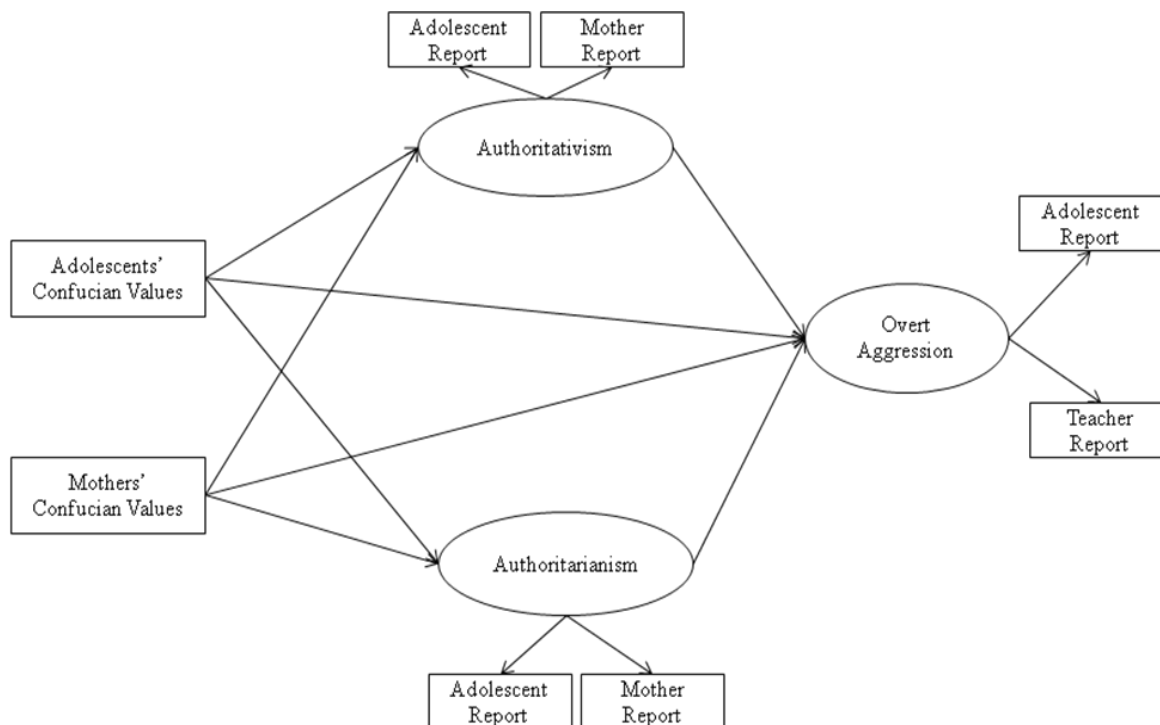 Adolescent
Report
Mother
Report
Authoritativism
Adolescent
Report
Adolescents’
Confucian Values
Overt
Aggression
Teacher
Report
Mothers’
Confucian Values
Authoritarianism
Adolescent
Report
Mother
Report